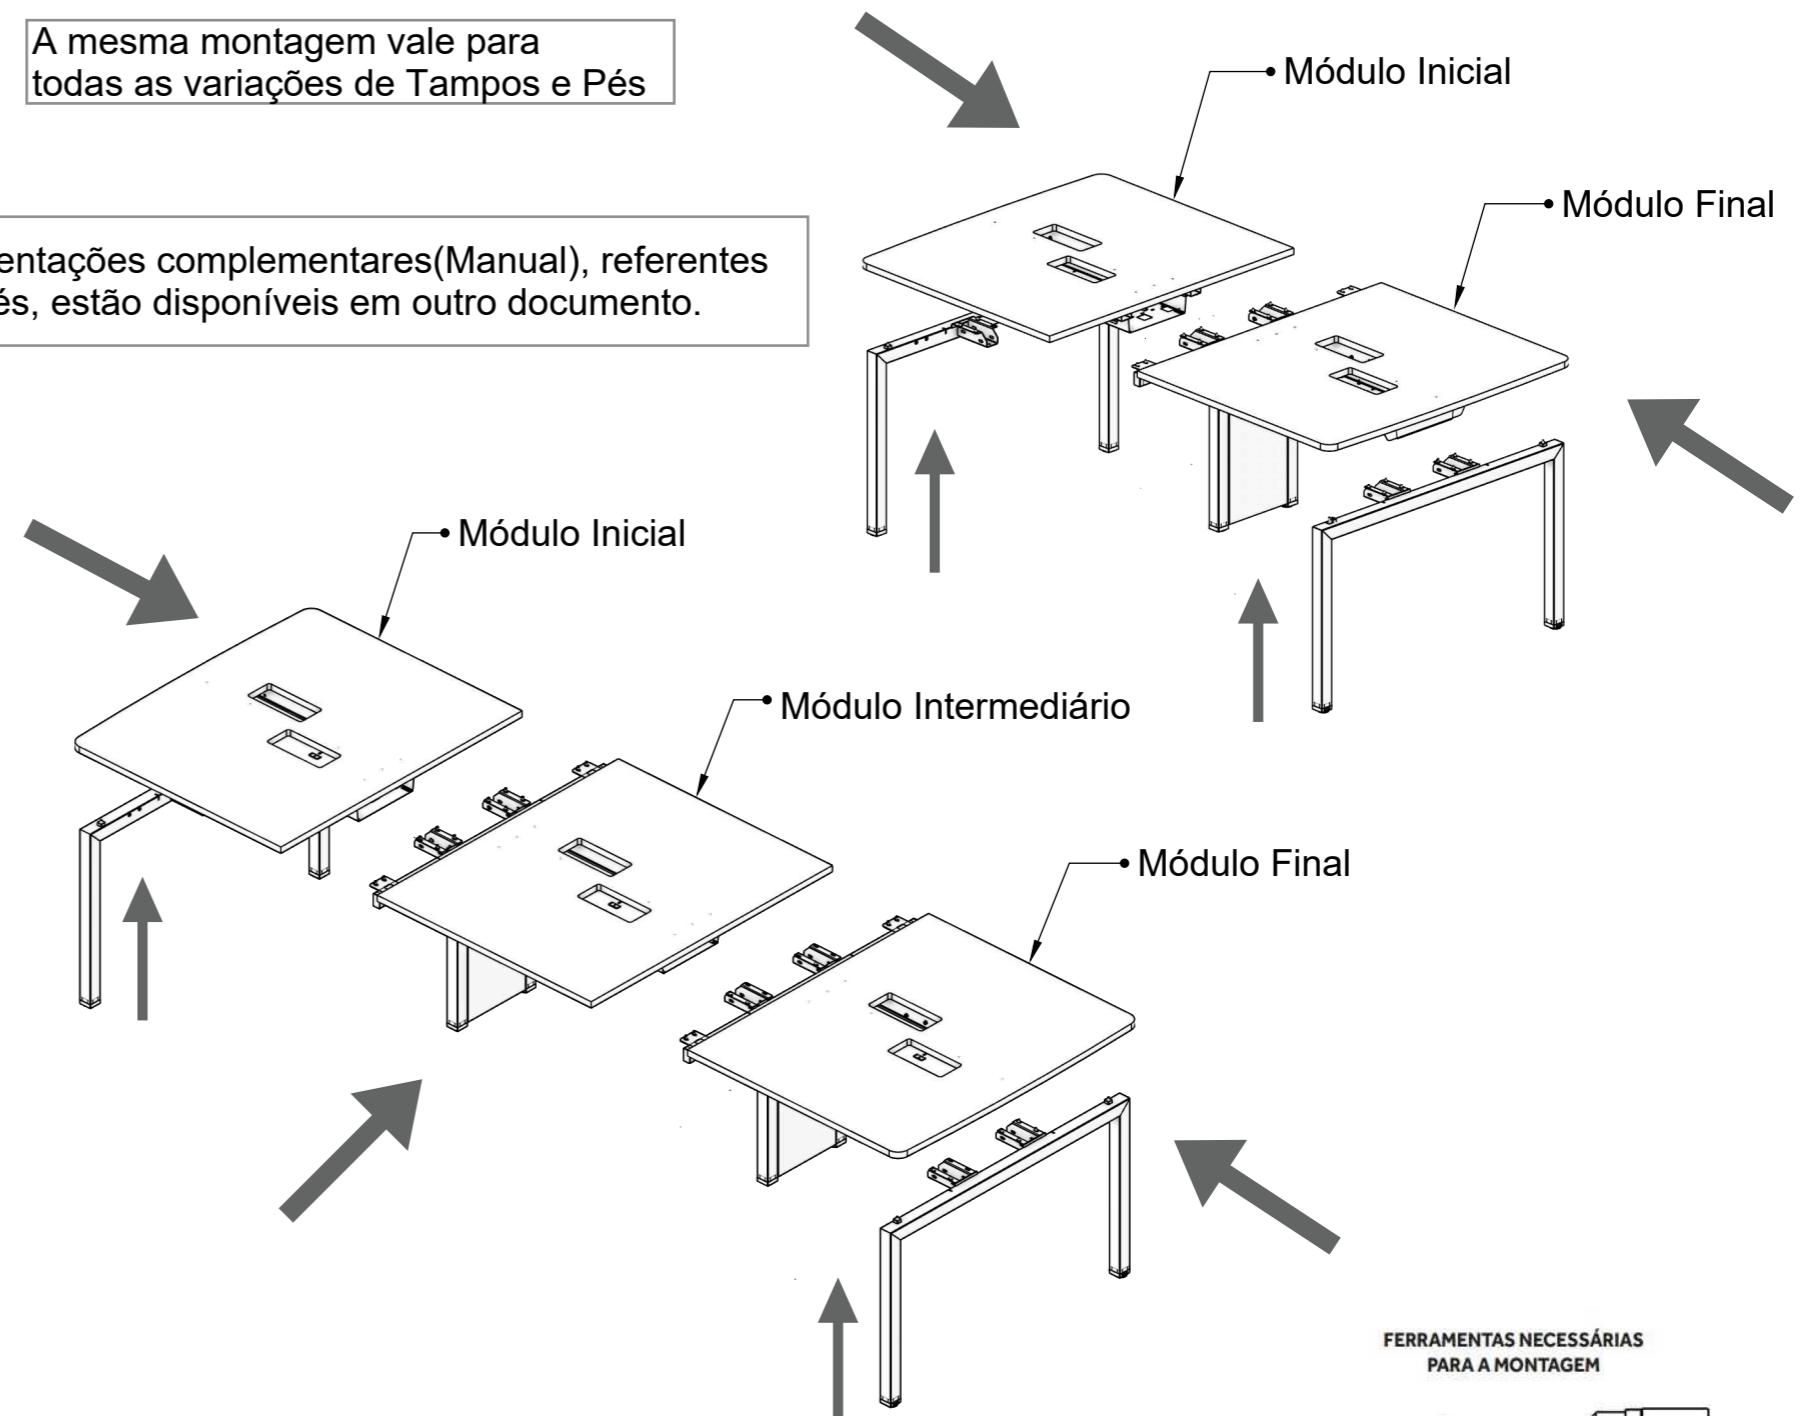 A mesma montagem vale para
todas as variações de Tampos e Pés
entações complementares(Manual), referentes
és, estão disponíveis em outro documento.
Módulo Inicial
Módulo Final
Módulo Inicial
Módulo Intermediário
Módulo Final
FERRAMENTAS NECESSÁRIAS
PARA A MONTAGEM